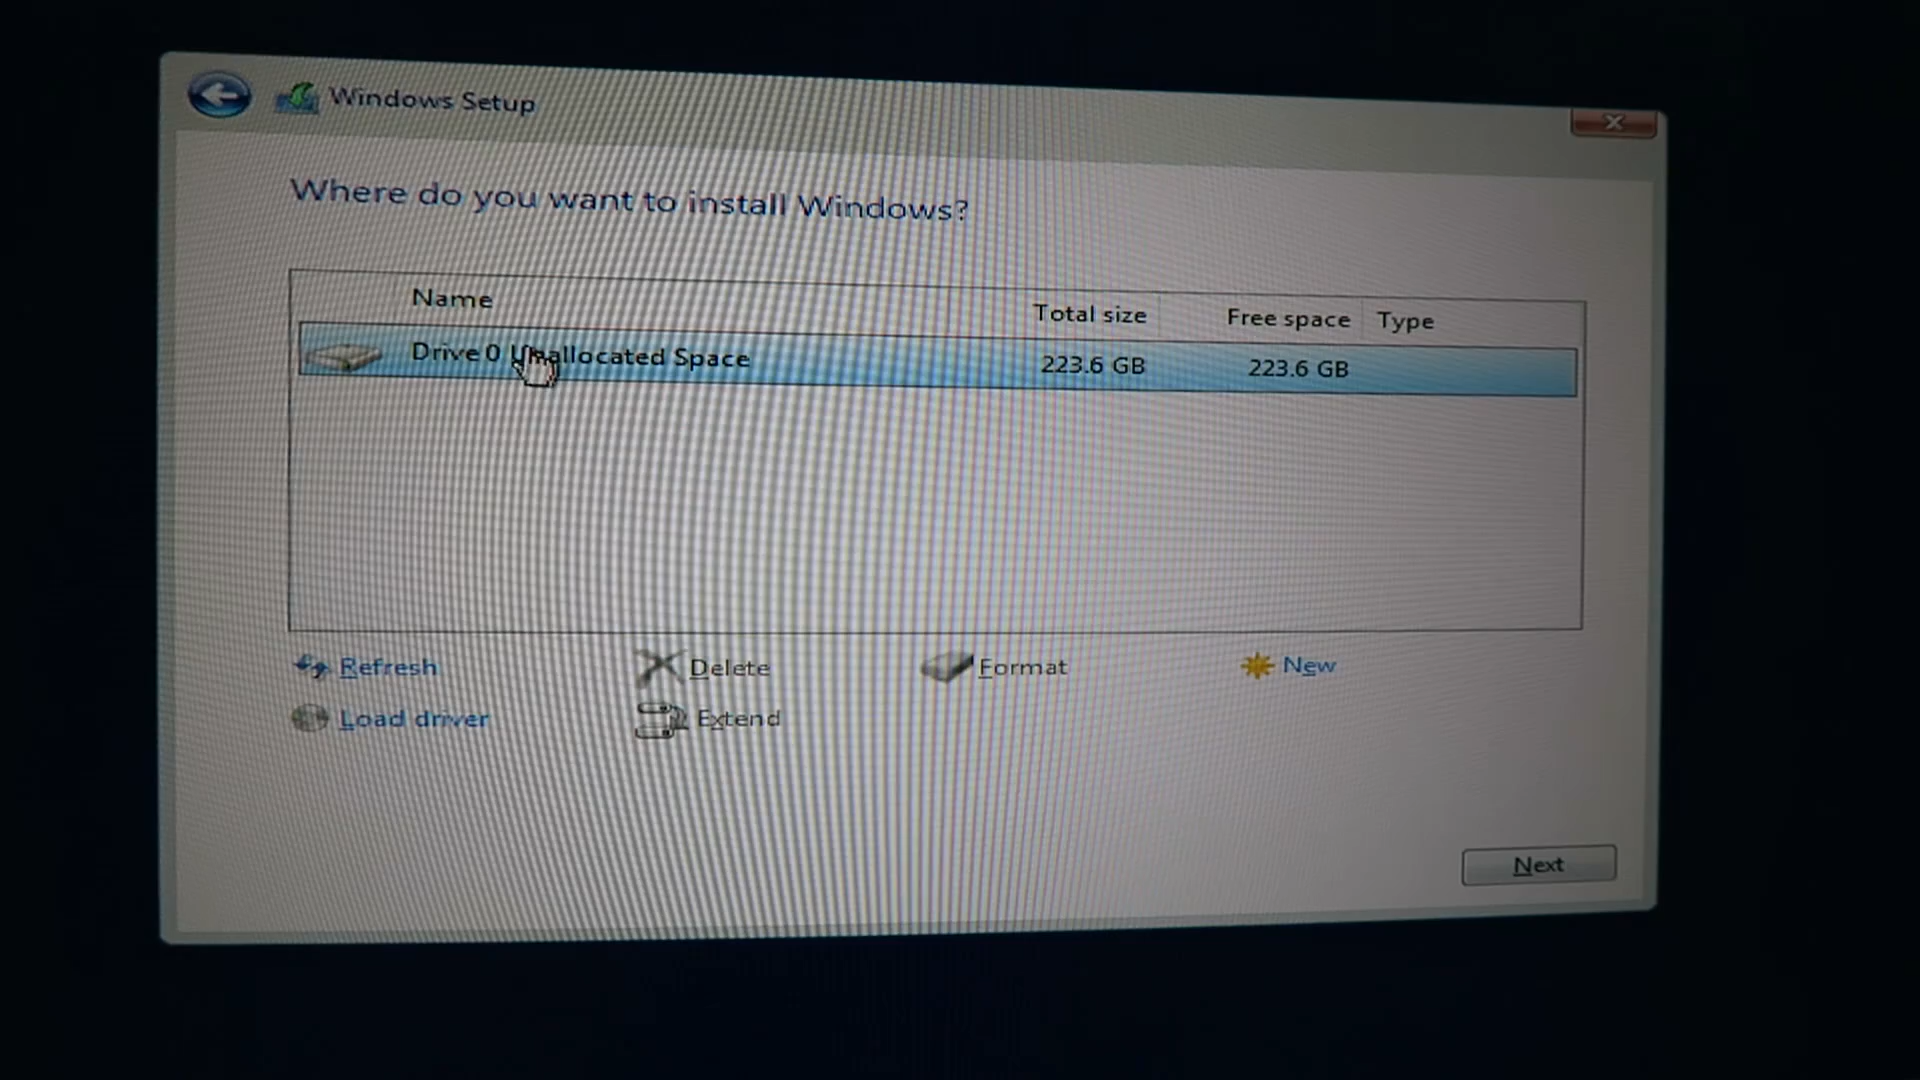 Windows Setup
Where do you want to install Windows?
Name Total size Free space Type
Drive 0 Unallocated Space 223.6 GB 223.6 GB
Refresh Delete Format New
Load driver Extend
Next